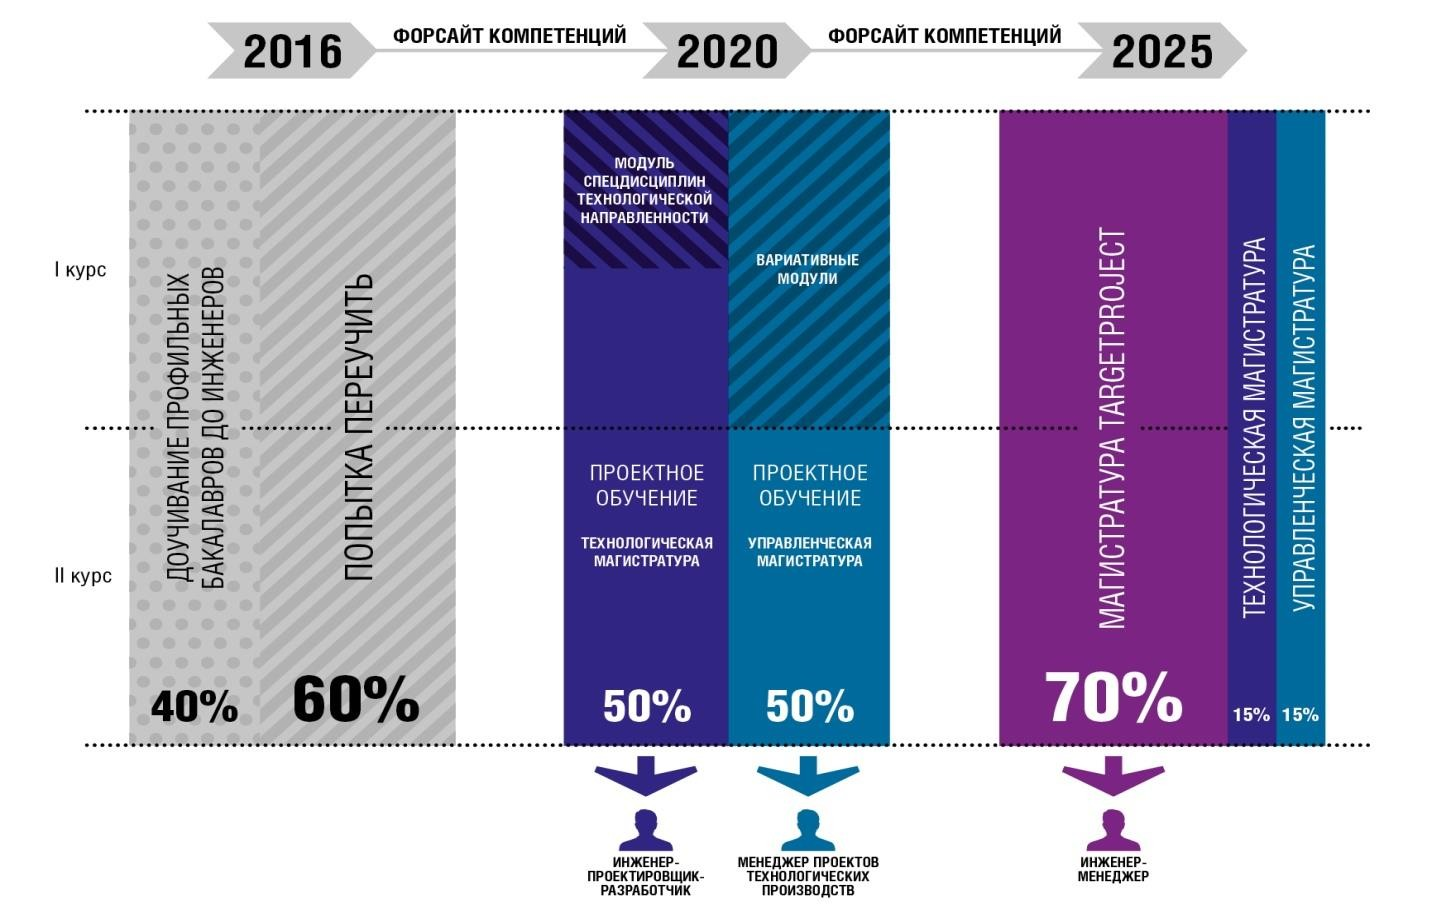 2016
ФОРСАЙТ КОМПЕТЕНЦИЙ
2020
ФОРСАЙТ КОМПЕТЕНЦИЙ
2025
I курс
II курс
ДОУЧИВАНИЕ ПРОФИЛЬНЫХ
БАКАЛАВРОВ ДО ИНЖЕНЕРОВ
40%
ПОПЫТКА ПЕРЕУЧИТЬ
60%
МОДУЛЬ
СПЕЦДИСЦИПЛИН
ТЕХНОЛОГИЧЕСКОЙ
НАПРАВЛЕННОСТИ
ПРОЕКТНОЕ
ОБУЧЕНИЕ
ТЕХНОЛОГИЧЕСКАЯ
МАГИСТРАТУРА
50%
ВАРИАТИВНЫЕ
МОДУЛИ
ПРОЕКТНОЕ
ОБУЧЕНИЕ
УПРАВЛЕНЧЕСКАЯ
МАГИСТРАТУРА
50%
МАГИСТРАТУРА TARGETPROJECT
70%
ТЕХНОЛОГИЧЕСКАЯ МАГИСТРАТУРА
15%
УПРАВЛЕНЧЕСКАЯ МАГИСТРАТУРА
15%
ИНЖЕНЕР-
ПРОЕКТИРОВЩИК-
РАЗРАБОТЧИК
МЕНЕДЖЕР ПРОЕКТОВ
ТЕХНОЛОГИЧЕСКИХ
ПРОИЗВОДСТВ
ИНЖЕНЕР-
МЕНЕДЖЕР